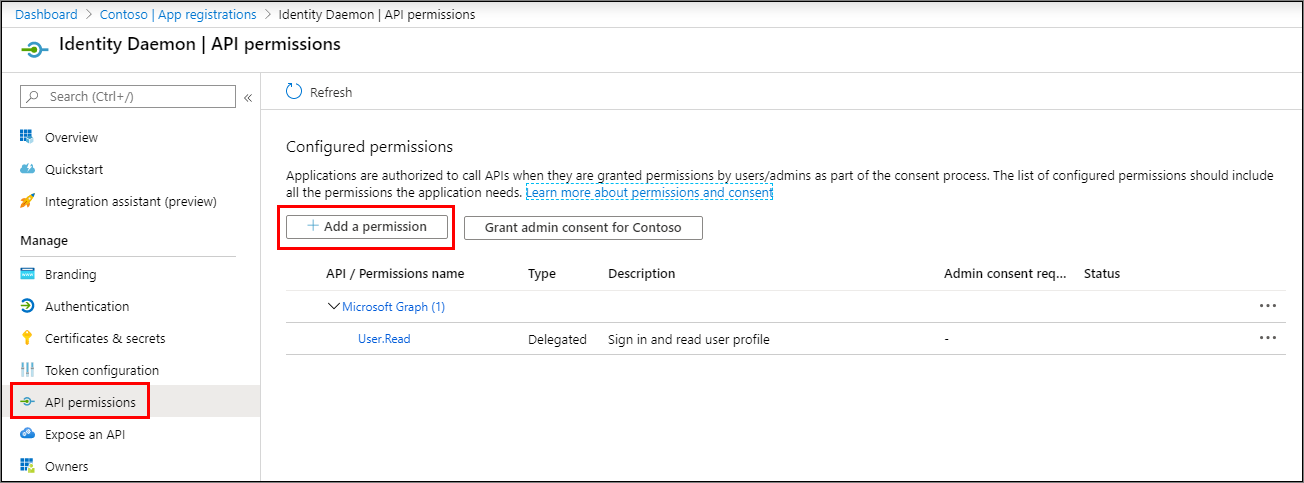 Dashboard > Contoso | App registrations > Identity Daemon | API permissions
Identity Daemon | API permissions
Search (Ctrl+/)
«
Overview
Quickstart
Integration assistant (preview)
Manage
Branding
Authentication
Certificates & secrets
Token configuration
API permissions
Expose an API
Owners
Refresh
Configured permissions
Applications are authorized to call APIs when they are granted permissions by users/admins as part of the consent process. The list of configured permissions should include
all the permissions the application needs. Learn more about permissions and consent
+ Add a permission Grant admin consent for Contoso
API / Permissions name Type Description Admin consent req... Status
Microsoft Graph (1) ...
User.Read Delegated Sign in and read user profile - ...